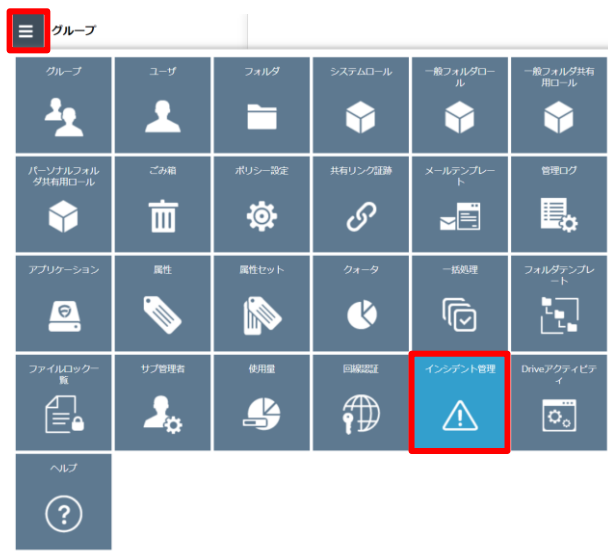 グループ
グループ
ユーザ
フォルダ
システムロール
一般フォルダロー
ル
一般フォルダ共有
用ロール
パーソナルフォル
ダ共有用ロール
ごみ箱
ポリシー設定
共有リンク証跡
メールテンプレー
ト
管理ログ
アプリケーション
属性
属性セット
クォータ
一括処理
フォルダテンプレ
ート
ファイルロック一
覧
サブ管理者
使用量
回線認証
インシデント管理
Driveアクティビテ
ィ
ヘルプ